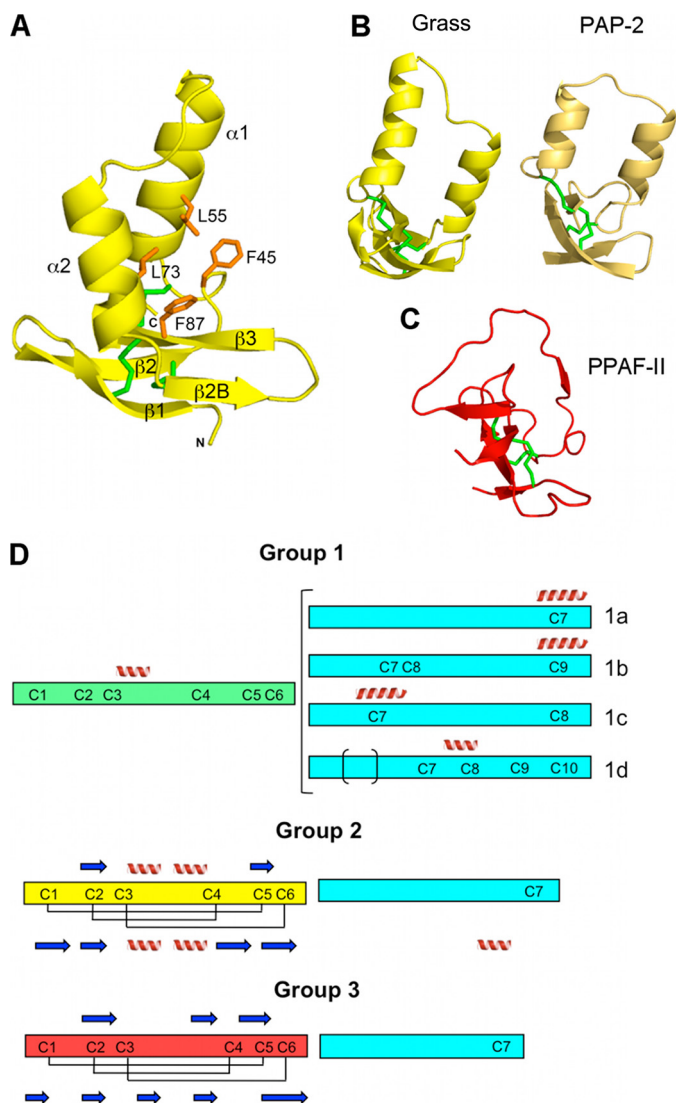 A
α1
α2
L55
L73
F45
F87
C
β3
β2
β2B
β1
N
B
Grass
PAP-2
C
PPAF-II
D
Group 1
C1 C2 C3 C4 C5 C6
C7 1a
C7 C8 C9 1b
C7 C8 1c
C7 C8 C9 C10 1d
Group 2
C1 C2 C3 C4 C5 C6 C7
Group 3
C1 C2 C3 C4 C5 C6 C7